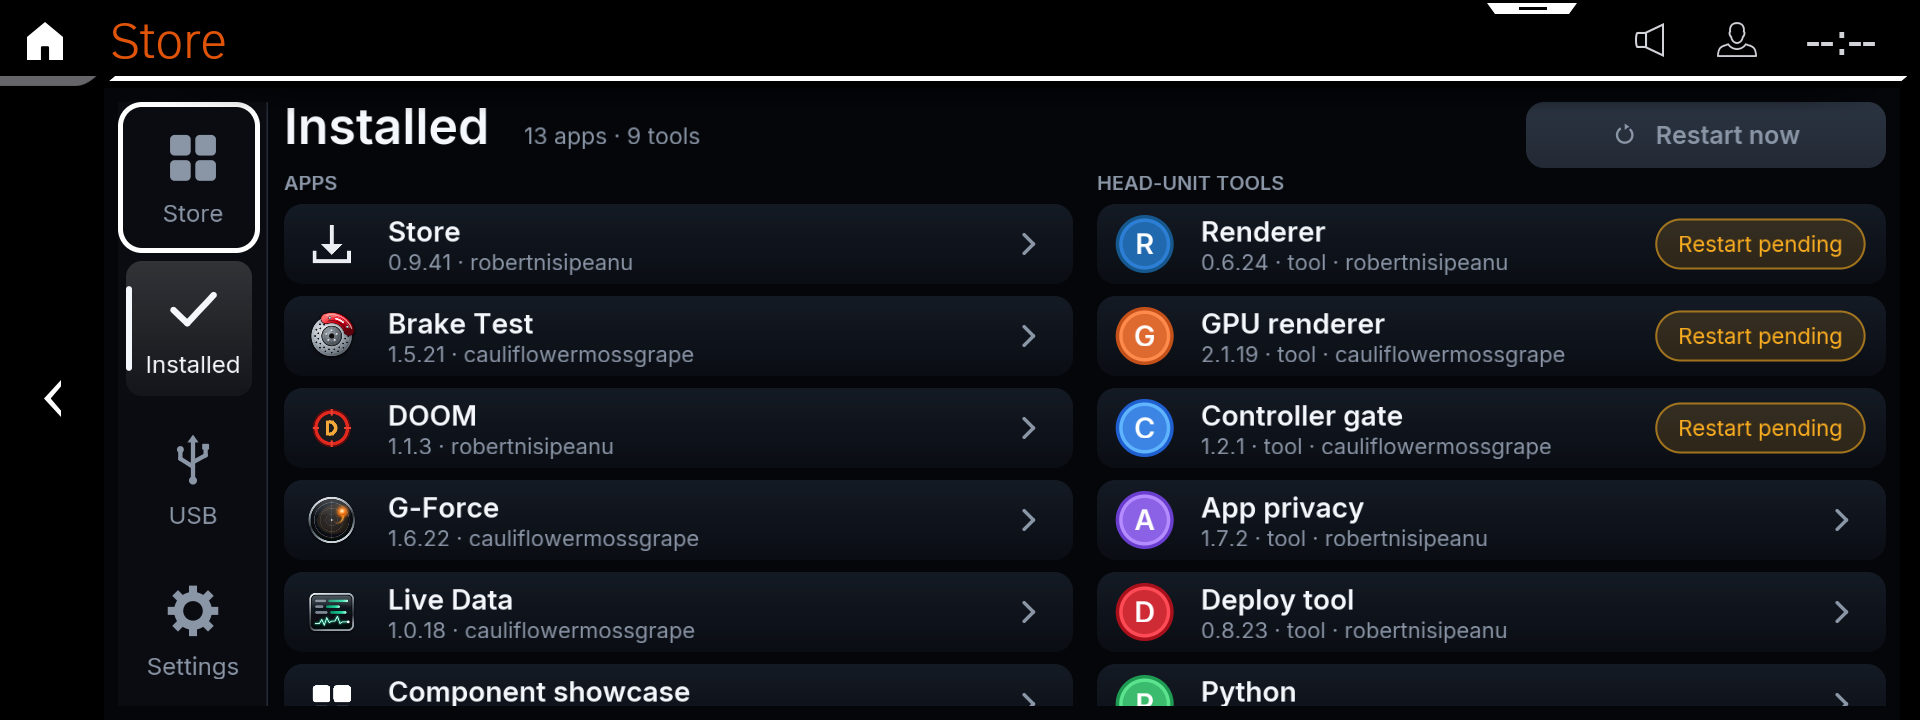 Store
--:--
Store
Installed
USB
Settings
Installed
13 apps · 9 tools
Restart now
APPS
Store
0.9.41 · robertnisipeanu
Brake Test
1.5.21 · cauliflowermossgrape
D
DOOM
1.1.3 · robertnisipeanu
G-Force
1.6.22 · cauliflowermossgrape
Live Data
1.0.18 · cauliflowermossgrape
Component showcase
HEAD-UNIT TOOLS
R
Renderer
0.6.24 · tool · robertnisipeanu
Restart pending
G
GPU renderer
2.1.19 · tool · cauliflowermossgrape
Restart pending
C
Controller gate
1.2.1 · tool · cauliflowermossgrape
Restart pending
A
App privacy
1.7.2 · tool · robertnisipeanu
D
Deploy tool
0.8.23 · tool · robertnisipeanu
P
Python